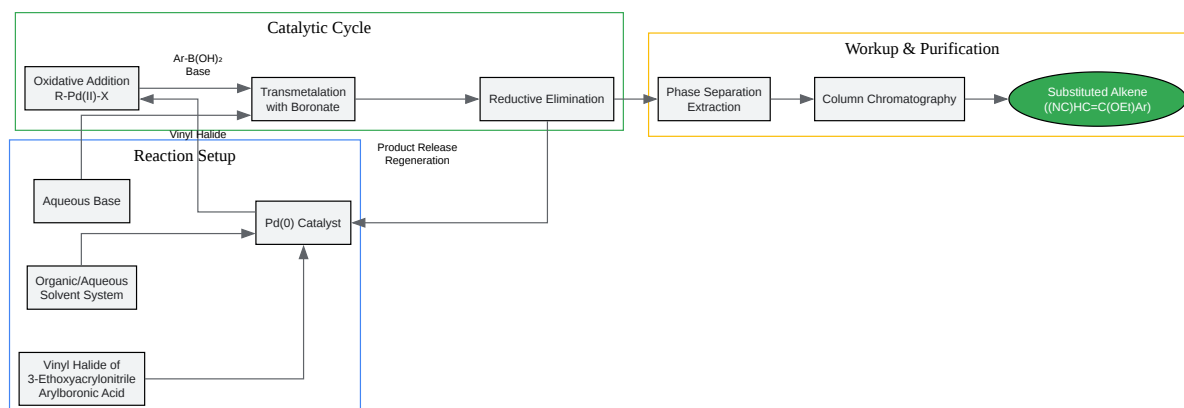 Catalytic Cycle
Ar-B(OH)₂
Base
Oxidative Addition
R-Pd(II)-X
Transmetalation
with Boronate
Reductive Elimination
Workup & Purification
Phase Separation
Extraction
Column Chromatography
Substituted Alkene
((NC)HC=C(OEt)Ar)
Vinyl Halide
Product Release
Regeneration
Reaction Setup
Aqueous Base
Pd(0) Catalyst
Organic/Aqueous
Solvent System
Vinyl Halide of
3-Ethoxyacrylonitrile
Arylboronic Acid